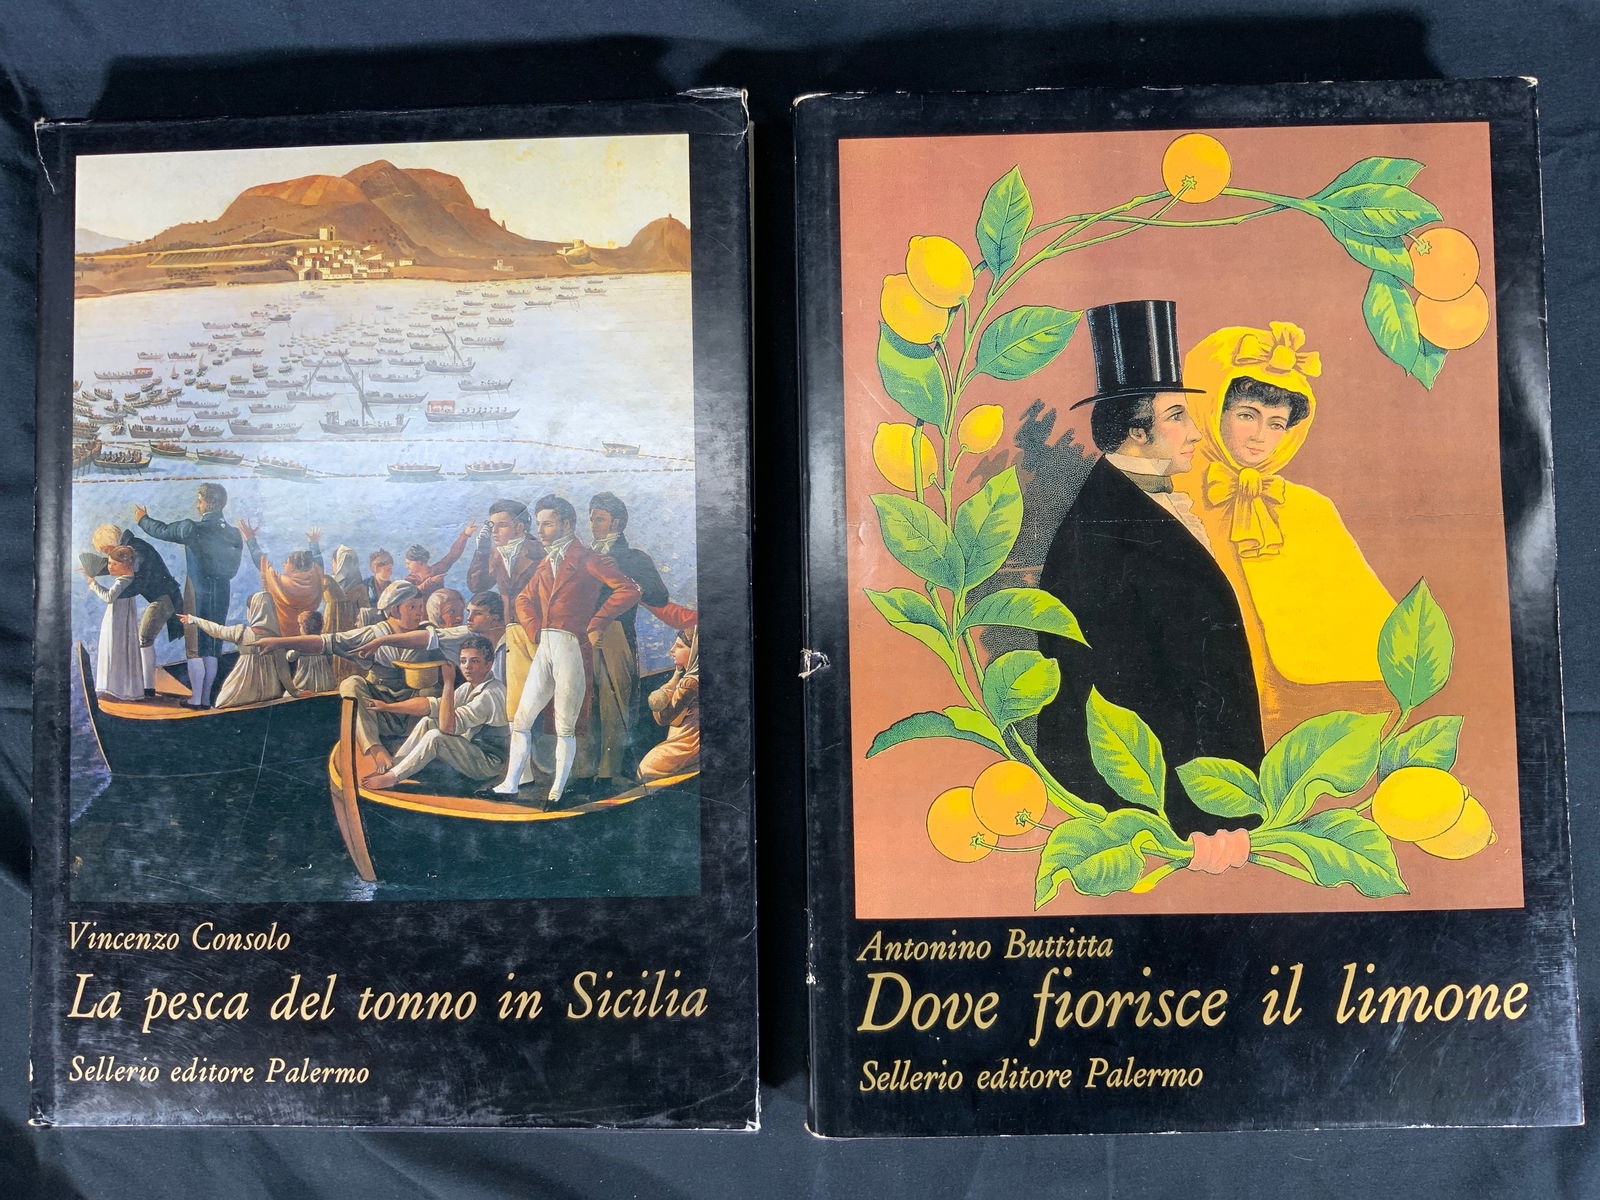 Vincenzo Consolo
La pesca del tonno in Sicilia
Sellerio editore Palermo
Antonino Buttitta
Dove fiorisce il limone
Sellerio editore Palermo